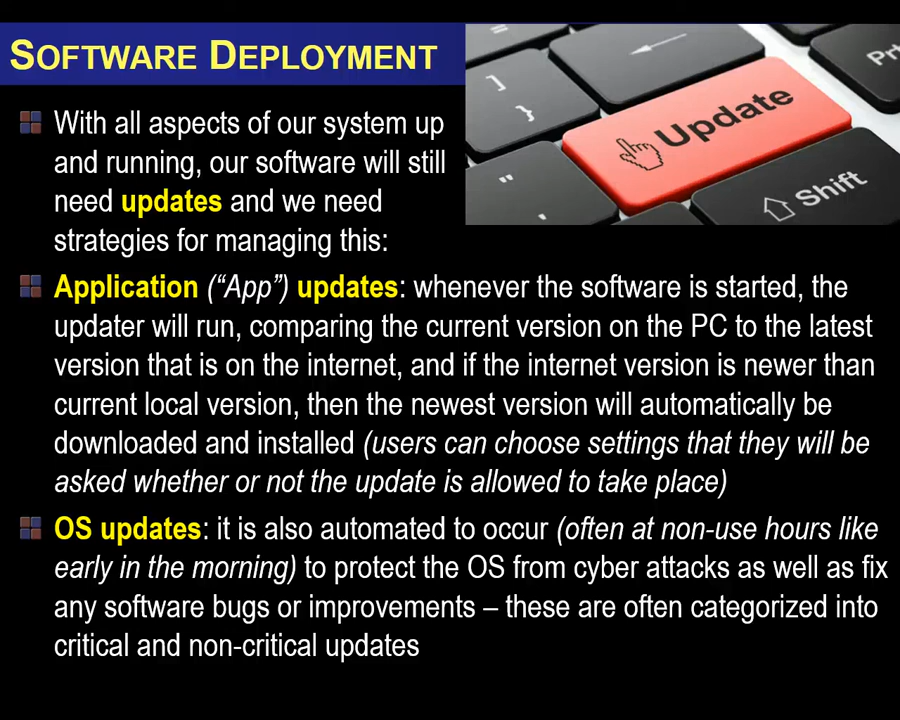 SOFTWARE DEPLOYMENT
=
]
}
Update
Pr
"
'
Shift
With all aspects of our system up
and running, our software will still
need updates and we need
strategies for managing this:
Application (“App”) updates: whenever the software is started, the
updater will run, comparing the current version on the PC to the latest
version that is on the internet, and if the internet version is newer than
current local version, then the newest version will automatically be
downloaded and installed (users can choose settings that they will be
asked whether or not the update is allowed to take place)
OS updates: it is also automated to occur (often at non-use hours like
early in the morning) to protect the OS from cyber attacks as well as fix
any software bugs or improvements – these are often categorized into
critical and non-critical updates